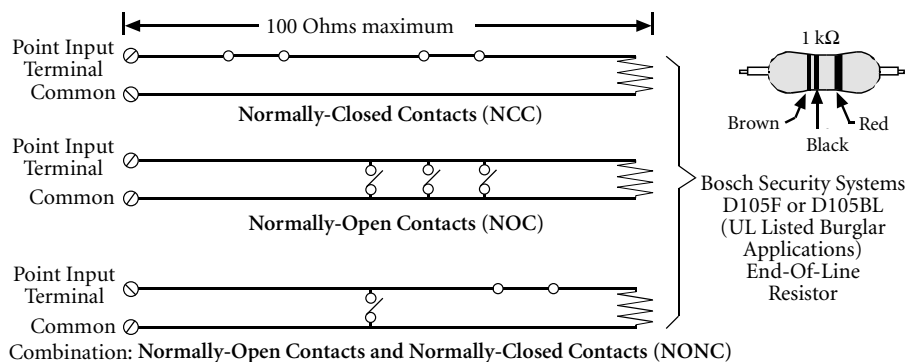 100 Ohms maximum
Point Input
Terminal
Common
Normally-Closed Contacts (NCC)
Point Input
Terminal
Common
Normally-Open Contacts (NOC)
Point Input
Terminal
Common
Combination: Normally-Open Contacts and Normally-Closed Contacts (NONC)
1 kΩ
Brown
Red
Black
Bosch Security Systems
D105F or D105BL
(UL Listed Burglar
Applications)
End-Of-Line
Resistor